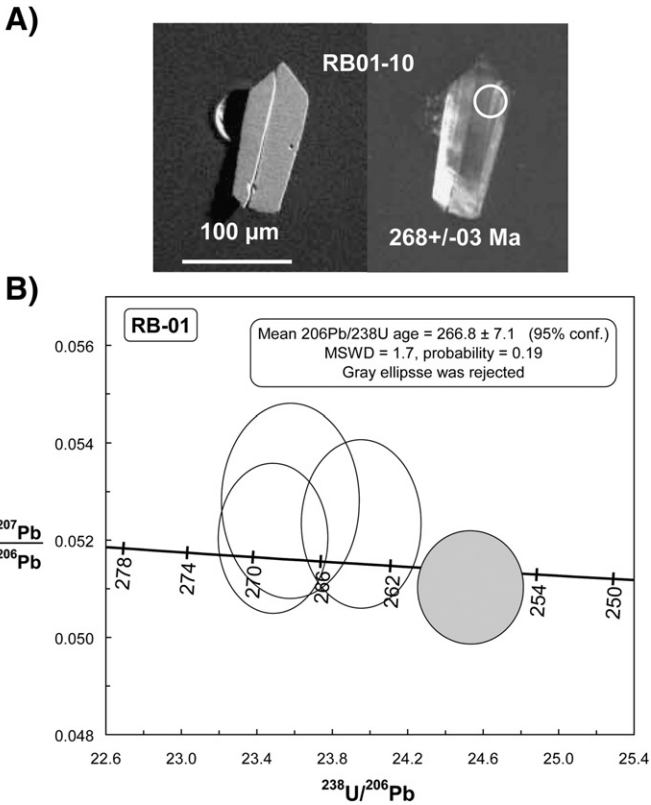 A)
RB01-10
100 µm
268+/-03 Ma
B)
RB-01
Mean 206Pb/238U age = 266.8 ± 7.1 (95% conf.)
MSWD = 1.7, probability = 0.19
Gray ellipsse was rejected
0.056
0.054
0.052
0.050
0.048
207Pb
206Pb
278
274
270
266
262
254
250
22.6
23.0
23.4
23.8
24.2
24.6
25.0
25.4
238U/206Pb